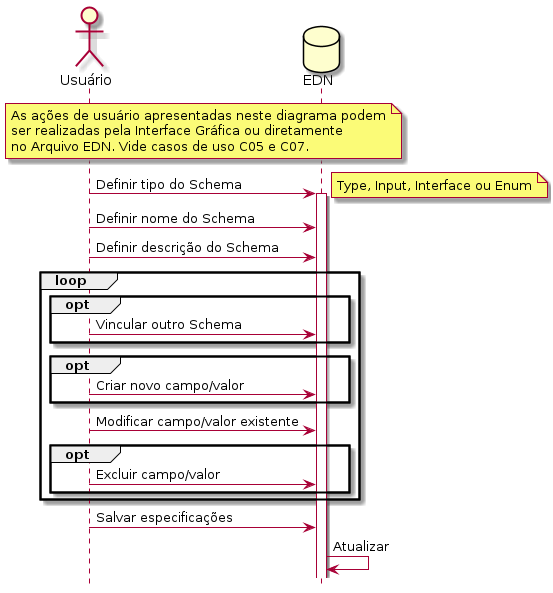 Usuário
EDN
As ações de usuário apresentadas neste diagrama podem
ser realizadas pela Interface Gráfica ou diretamente
no Arquivo EDN. Vide casos de uso C05 e C07.
Definir tipo do Schema
Type, Input, Interface ou Enum
Definir nome do Schema
Definir descrição do Schema
loop
opt
Vincular outro Schema
opt
Criar novo campo/valor
Modificar campo/valor existente
opt
Excluir campo/valor
Salvar especificações
Atualizar